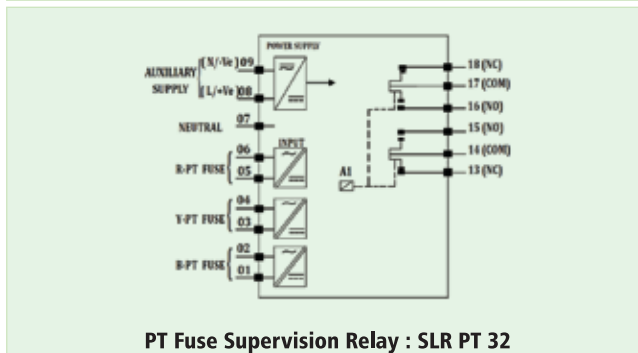 POWER SUPPLY
AUXILIARY SUPPLY
(N/-Ve) 09
(L/+Ve) 08
NEUTRAL 07
INPUT
R-PT FUSE
06
05
Y-PT FUSE
04
03
B-PT FUSE
02
01
A1
18 (NC)
17 (COM)
16 (NO)
15 (NO)
14 (COM)
13 (NC)
PT Fuse Supervision Relay : SLR PT 32